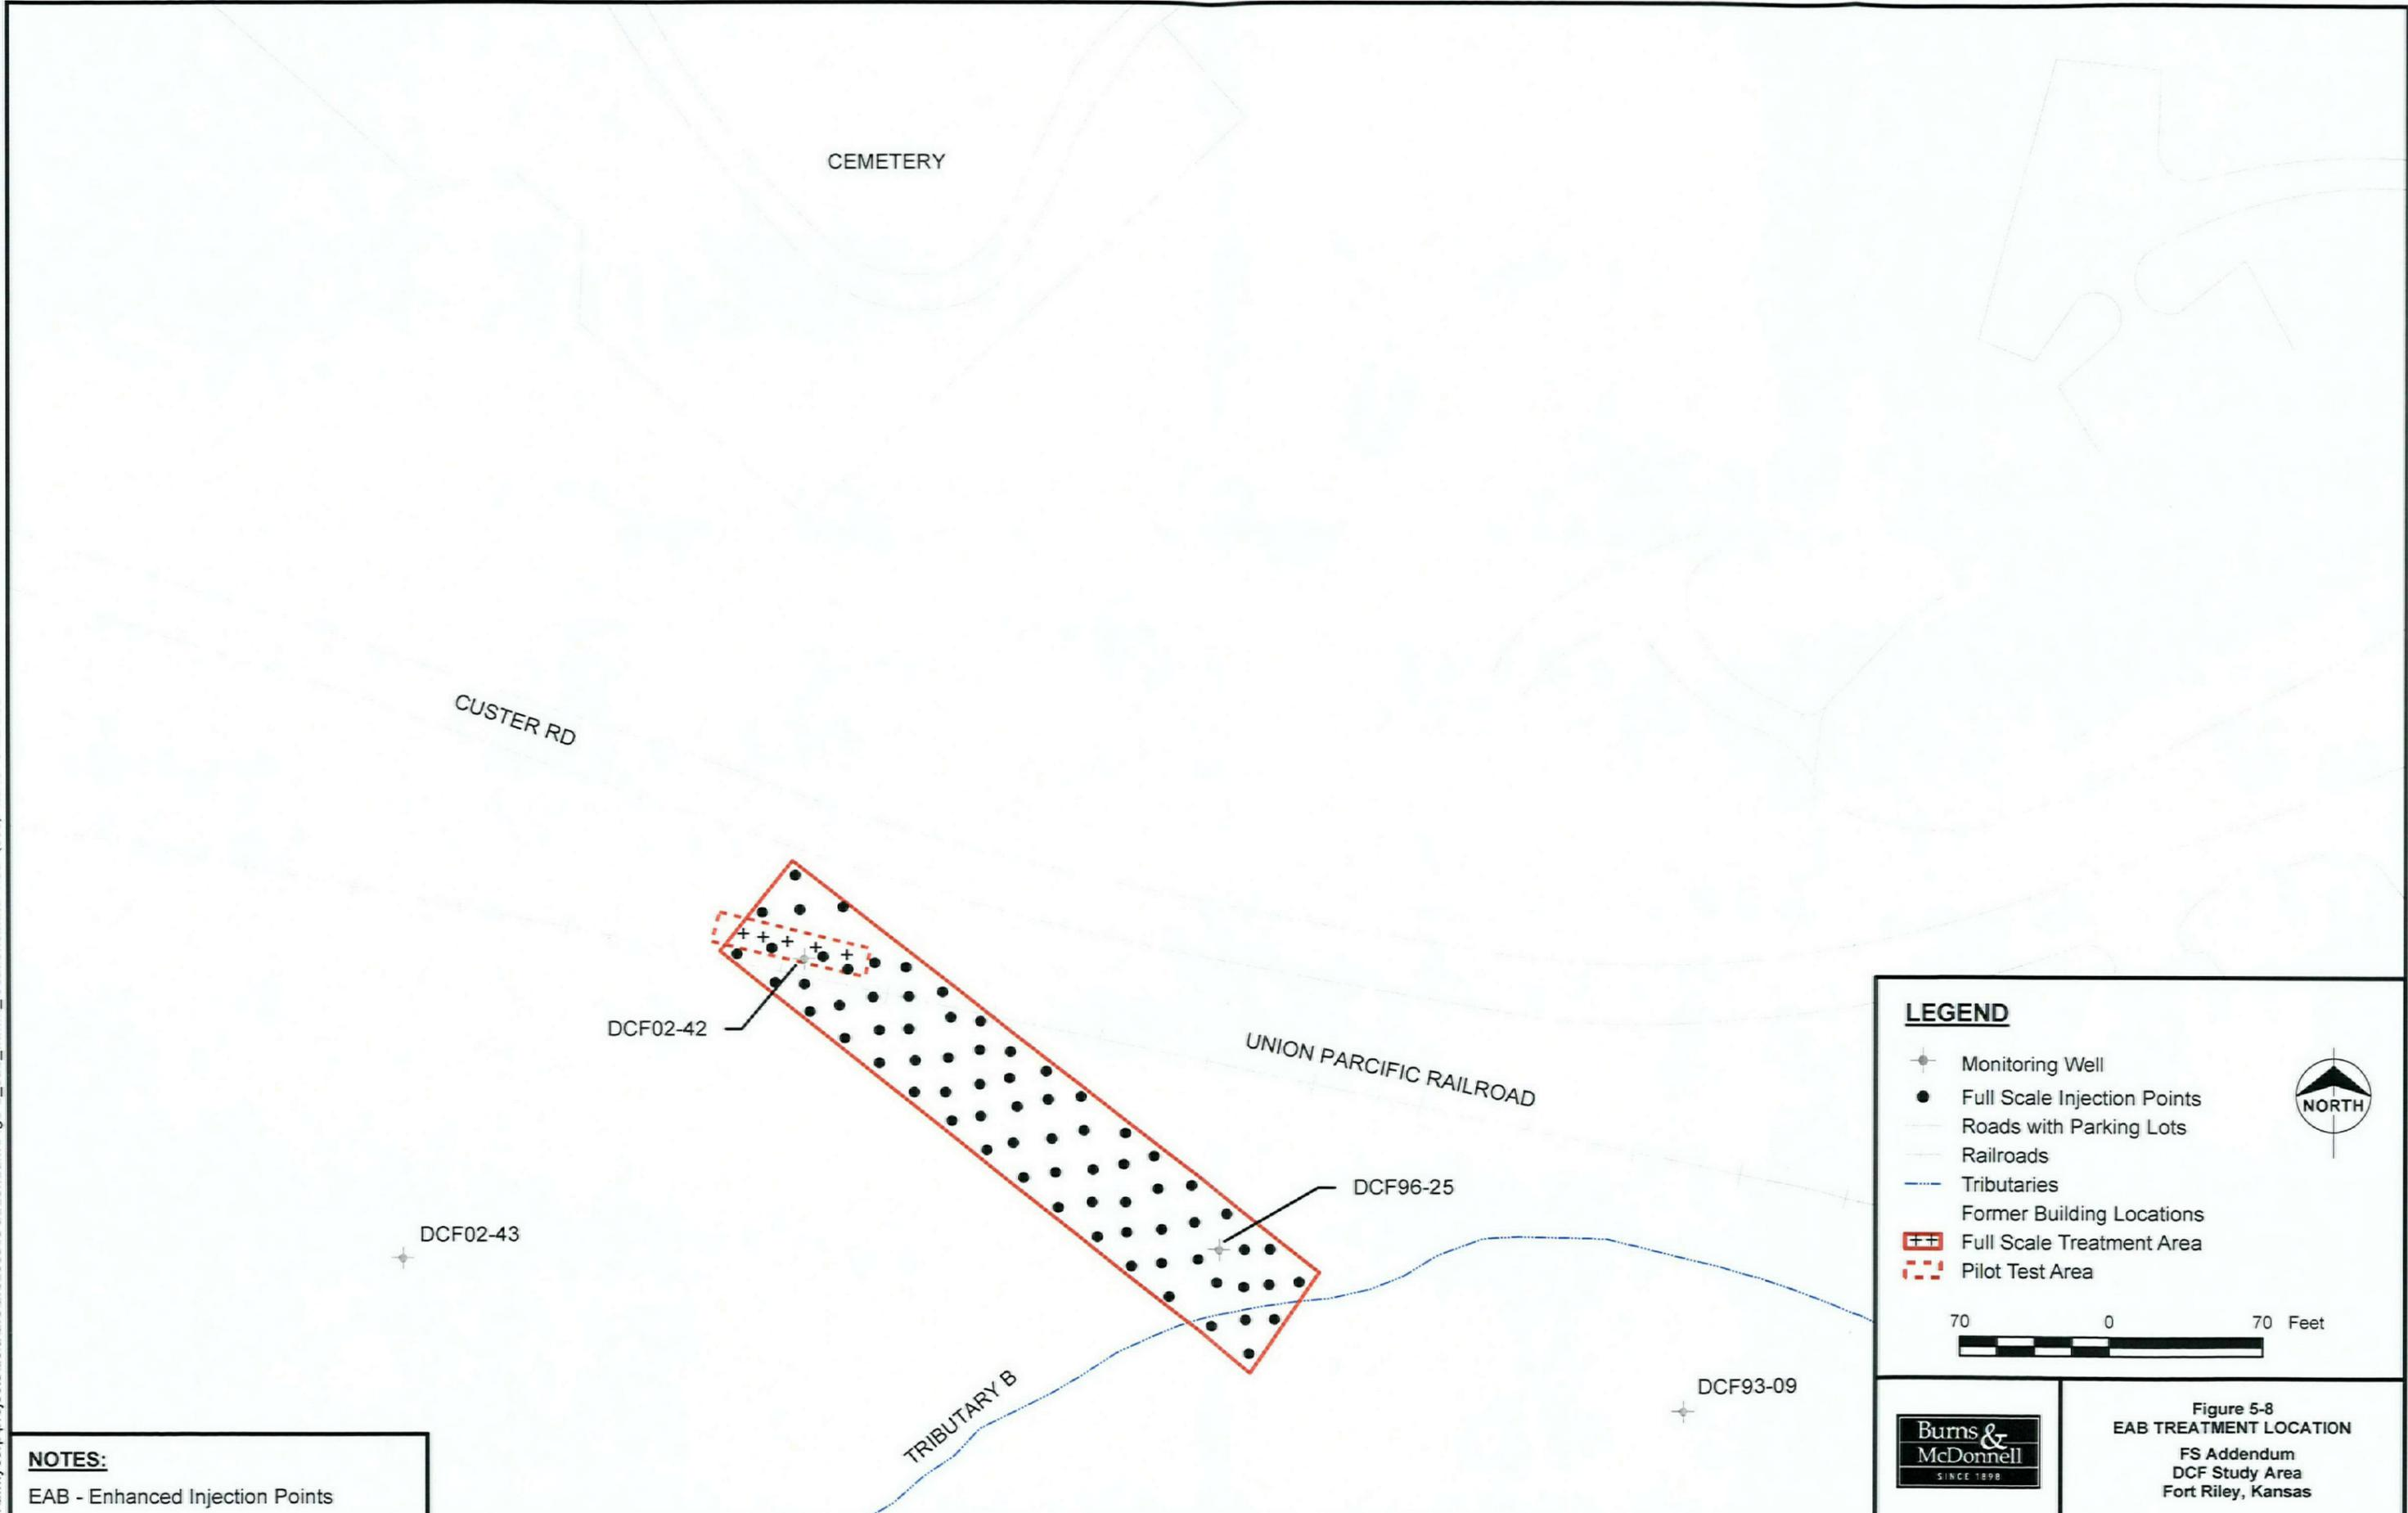 CEMETERY
CUSTER RD
DCF02-42
UNION PARCIFIC RAILROAD
DCF96-25
DCF02-43
TRIBUTARY B
DCF93-09
LEGEND
Monitoring Well
Full Scale Injection Points
Roads with Parking Lots
Railroads
Tributaries
Former Building Locations
Full Scale Treatment Area
Pilot Test Area
NORTH
70 0 70 Feet
NOTES:
EAB - Enhanced Injection Points
Burns &
McDonnell
SINCE 1898
Figure 5-8
EAB TREATMENT LOCATION
FS Addendum
DCF Study Area
Fort Riley, Kansas